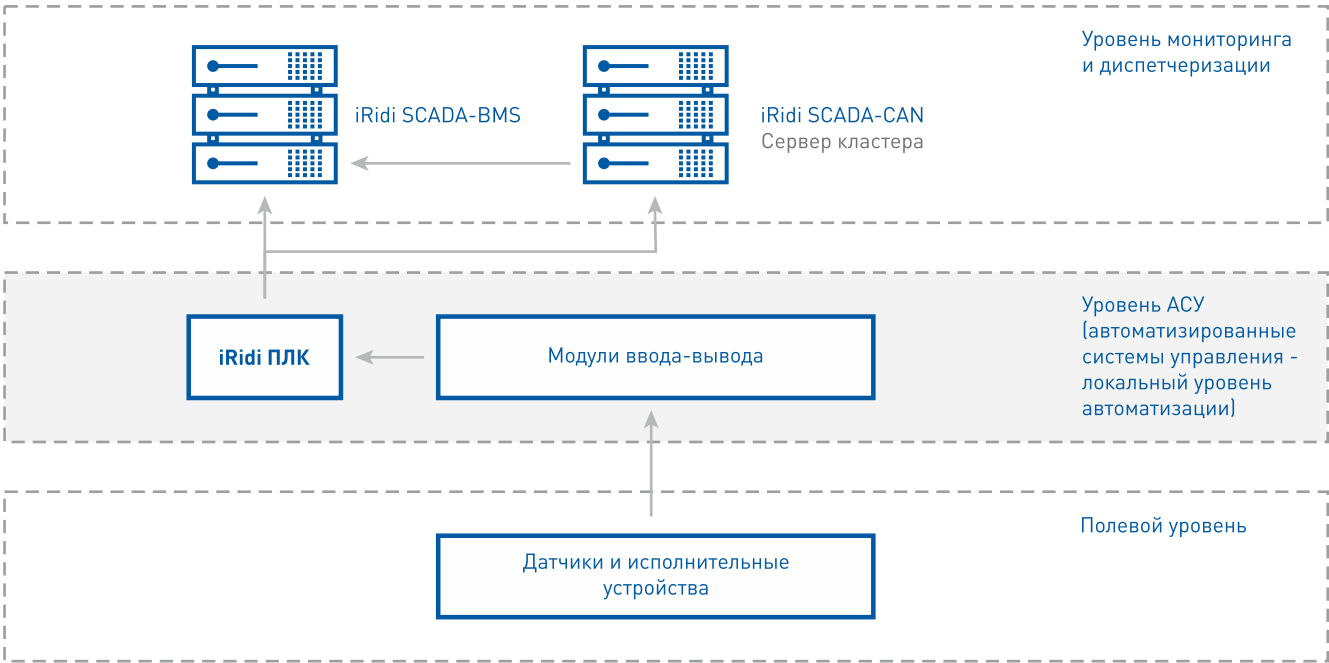 Уровень мониторинга
и диспетчеризации
iRidi SCADA-BMS
iRidi SCADA-CAN
Сервер кластера
Уровень АСУ
(автоматизированные
системы управления -
локальный уровень
автоматизации)
iRidi ПЛК
Модули ввода-вывода
Полевой уровень
Датчики и исполнительные
устройства